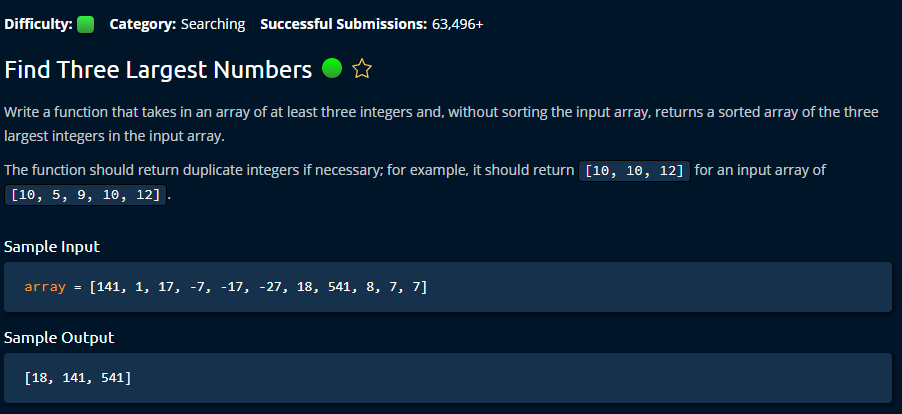 Difficulty: Category: Searching Successful Submissions: 63,496+
Find Three Largest Numbers
Write a function that takes in an array of at least three integers and, without sorting the input array, returns a sorted array of the three
largest integers in the input array.
The function should return duplicate integers if necessary; for example, it should return [10, 10, 12] for an input array of
[10, 5, 9, 10, 12] .
Sample Input
array = [141, 1, 17, -7, -17, -27, 18, 541, 8, 7, 7]
Sample Output
[18, 141, 541]